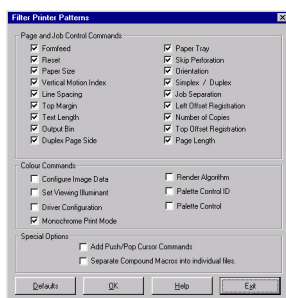 Filter Printer Patterns
Page and Job Control Commands
Formfeed
Reset
Paper Size
Vertical Motion Index
Line Spacing
Top Margin
Text Length
Output Bin
Duplex Page Side
Paper Tray
Skip Perforation
Orientation
Simplex / Duplex
Job Separation
Left Offset Registration
Number of Copies
Top Offset Registration
Page Length
Colour Commands
Configure Image Data
Set Viewing Illuminant
Driver Configuration
Monochrome Print Mode
Render Algorithm
Palette Control ID
Palette Control
Special Options
Add Push/Pop Cursor Commands
Separate Compound Macros into individual files.
Defaults
OK
Help
Exit